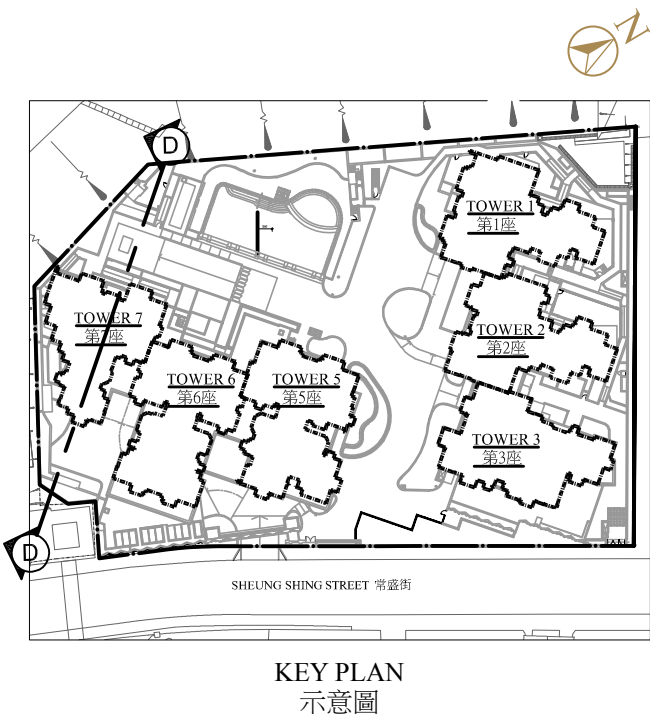 N
D
TOWER 1
第1座
TOWER 2
第2座
TOWER 7
第7座
TOWER 6
第6座
TOWER 5
第5座
TOWER 3
第3座
D
SHEUNG SHING STREET 常盛街
KEY PLAN
示意圖